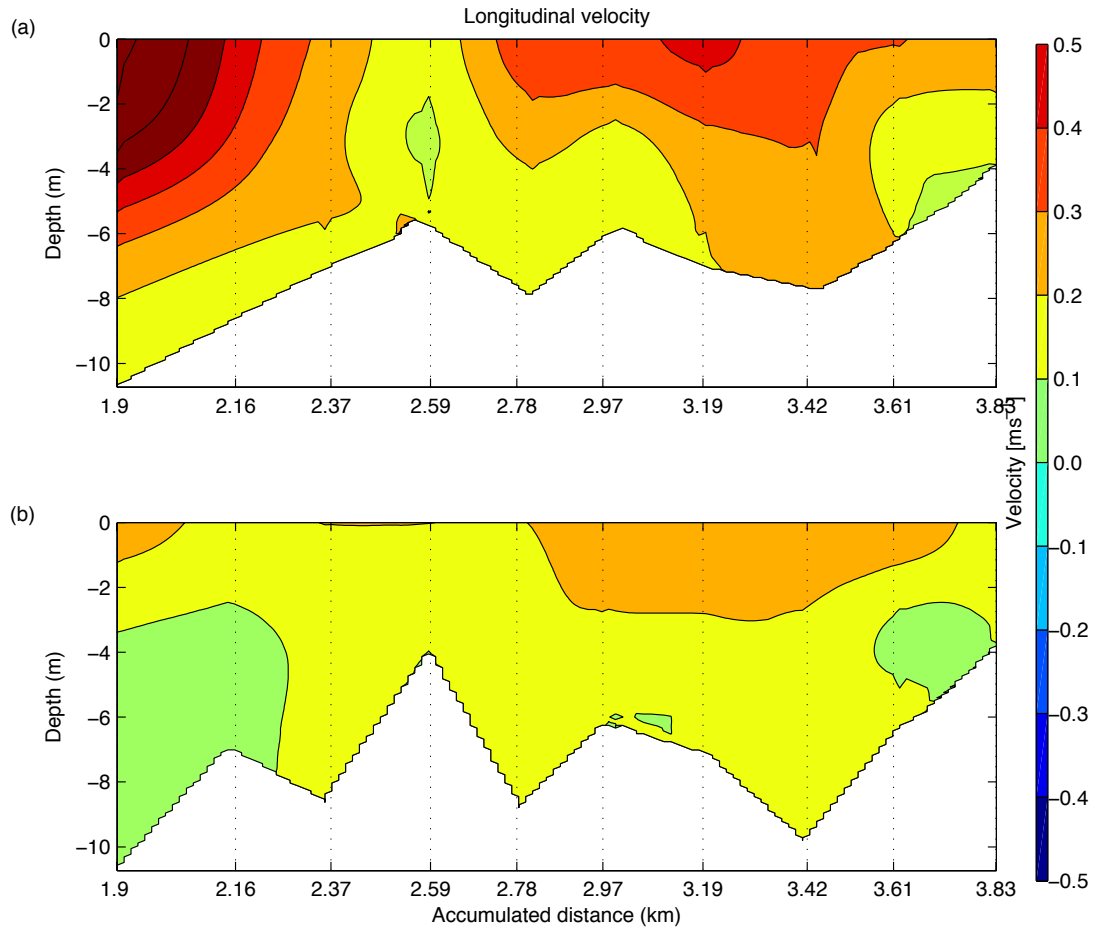 Longitudinal velocity
(a)
0
−2
−4
−6
−8
−10
Depth (m)
1.9 2.16 2.37 2.59 2.78 2.97 3.19 3.42 3.61 3.83
(b)
0
−2
−4
−6
−8
−10
Depth (m)
1.9 2.16 2.37 2.59 2.78 2.97 3.19 3.42 3.61 3.83
Accumulated distance (km)
0.5
0.4
0.3
0.2
0.1
0.0
−0.1
−0.2
−0.3
−0.4
−0.5
Velocity [ms⁻¹]